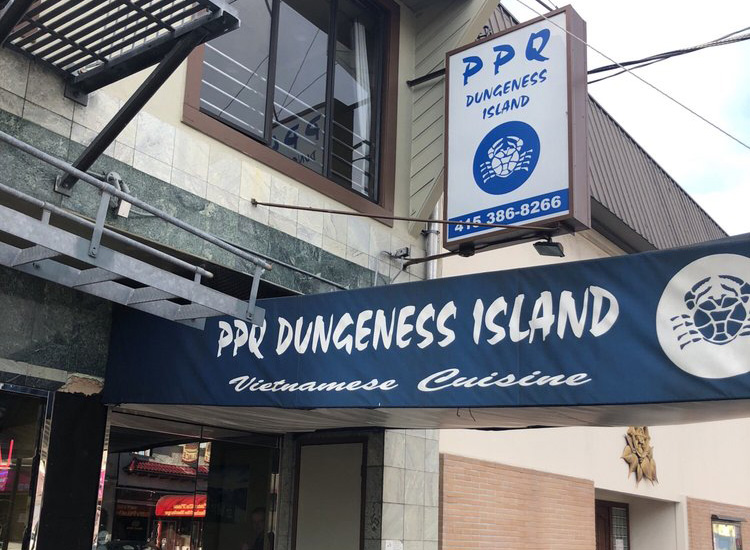 PPQ
DUNGENESS
ISLAND
415 386-8266
PPQ DUNGENESS ISLAND
Vietnamese Cuisine